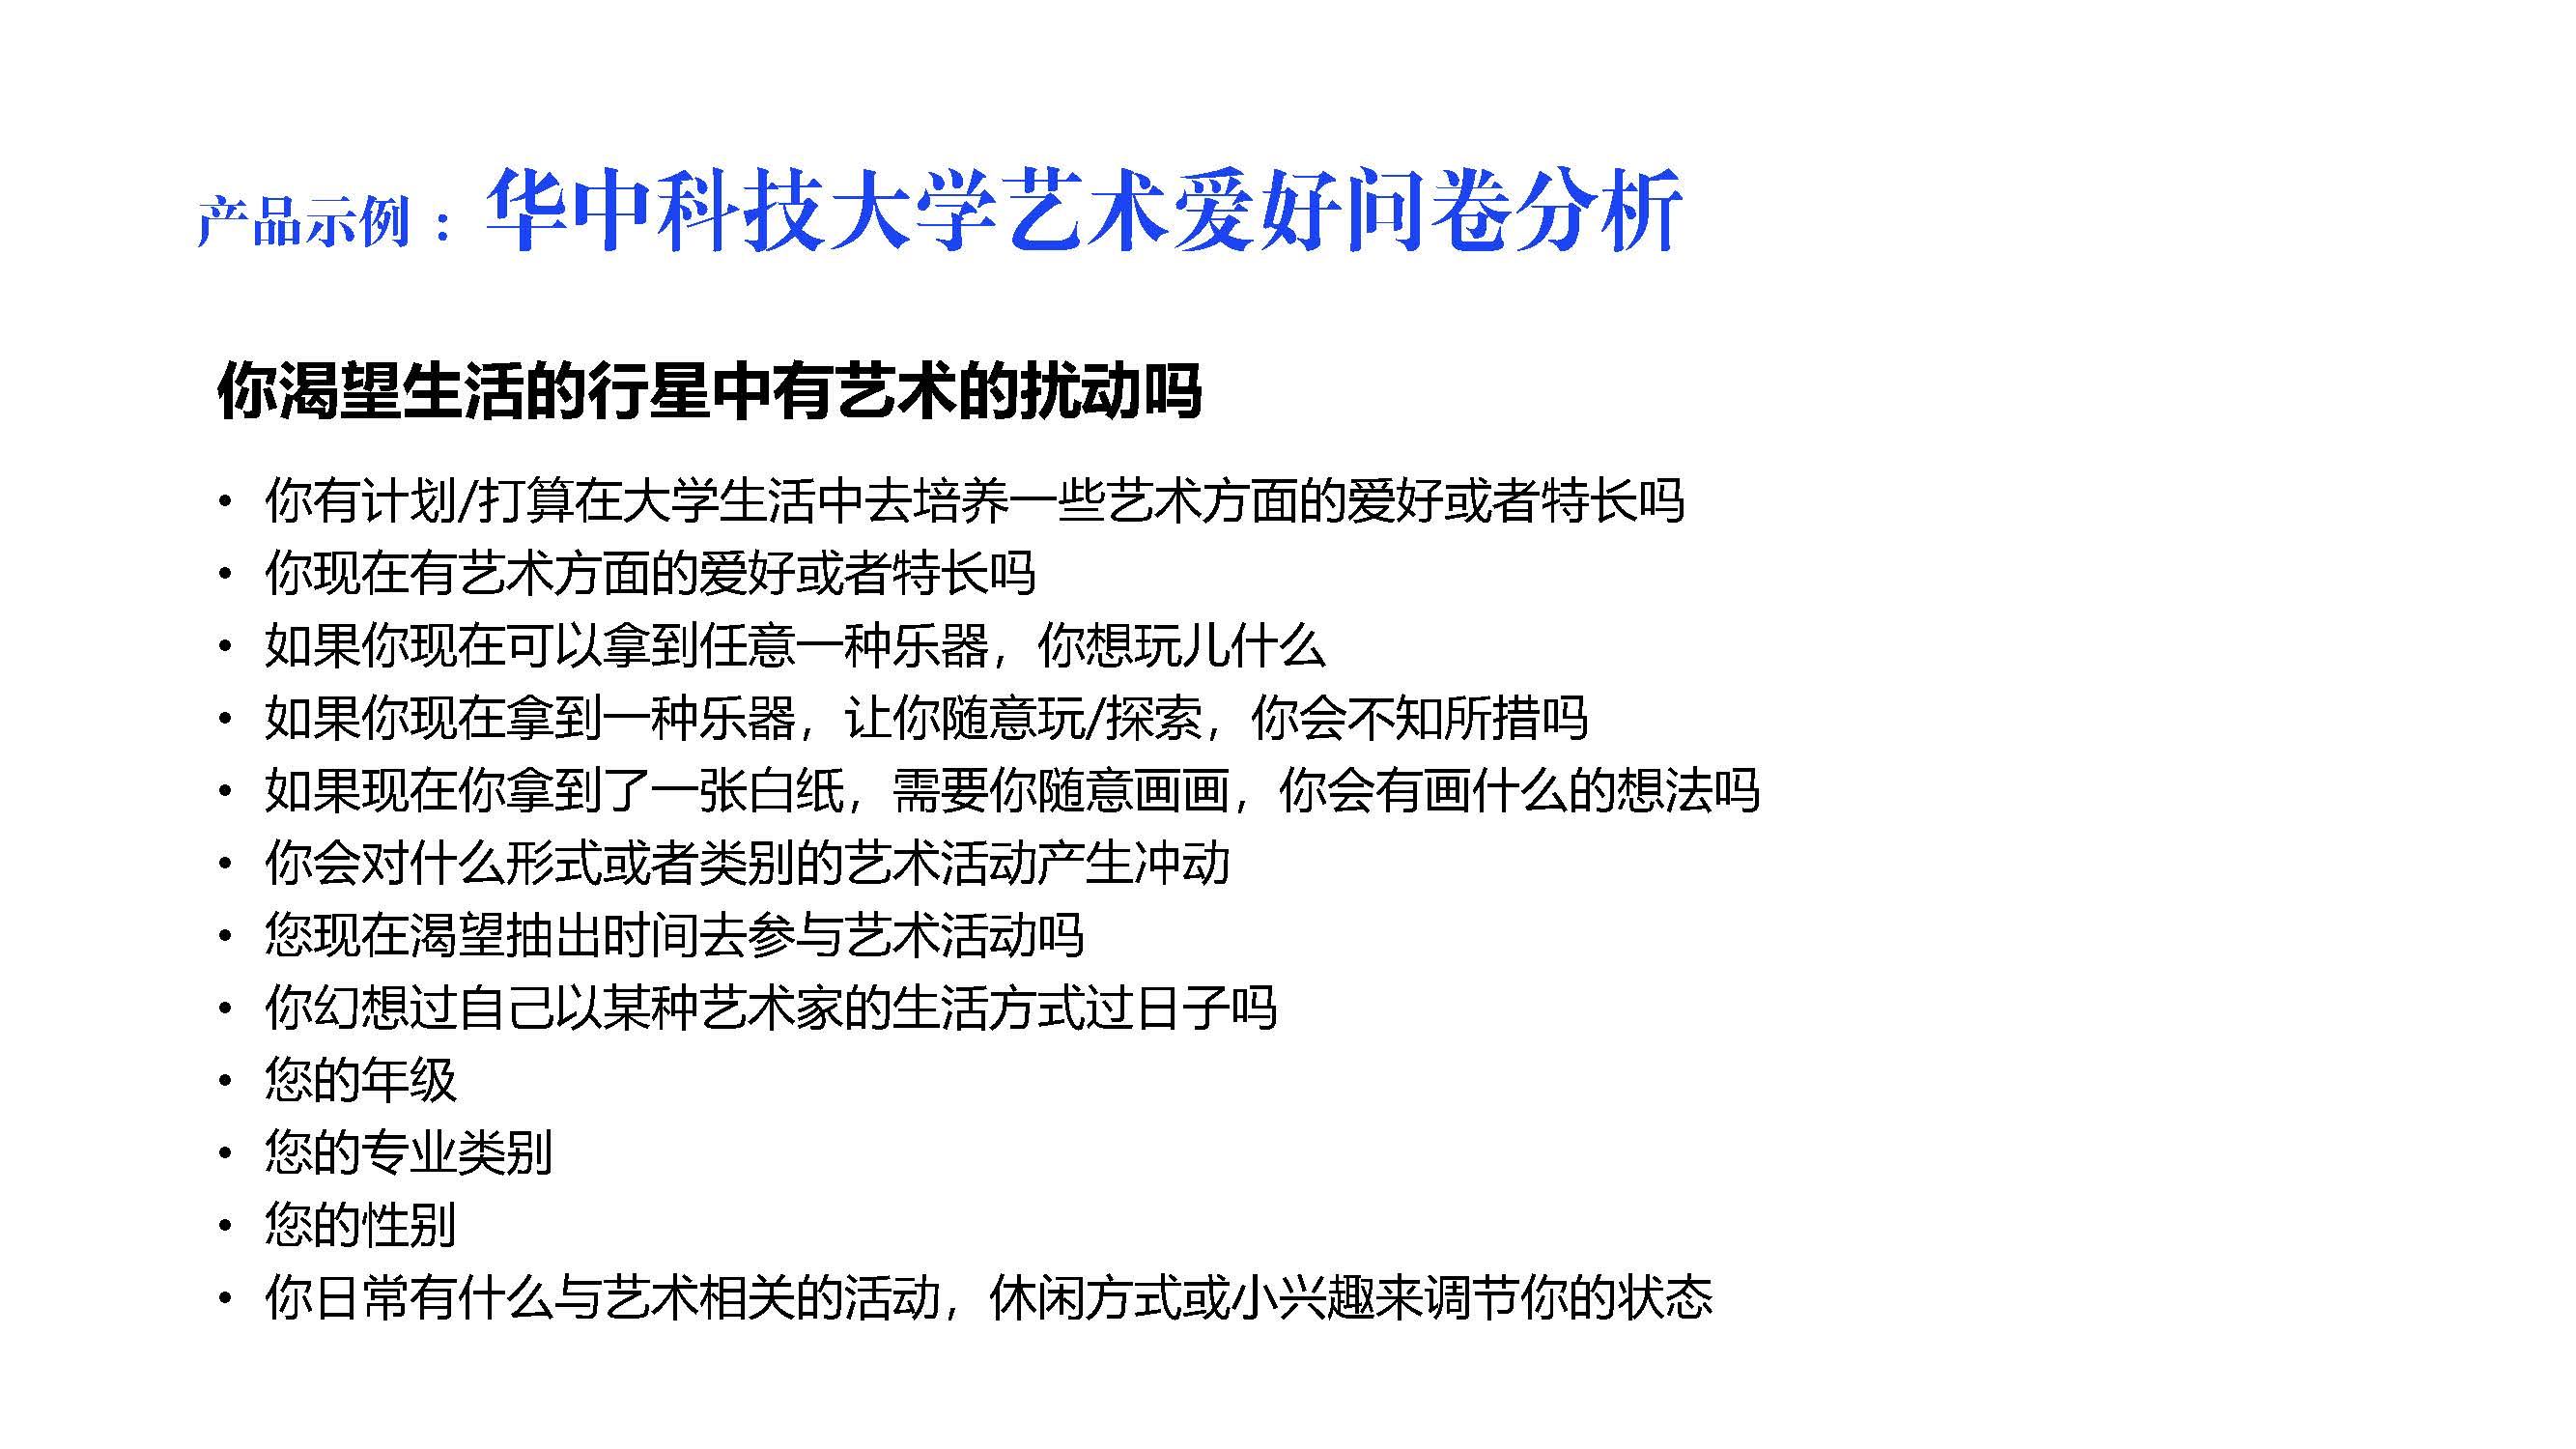 产品示例：华中科技大学艺术爱好问卷分析
你渴望生活的行星中有艺术的扰动吗
• 你有计划/打算在大学生活中去培养一些艺术方面的爱好或者特长吗
• 你现在有艺术方面的爱好或者特长吗
• 如果你现在可以拿到任意一种乐器，你想玩儿什么
• 如果你现在拿到一种乐器，让你随意玩/探索，你会不知所措吗
• 如果现在你拿到了一张白纸，需要你随意画画，你会有画什么的想法吗
• 你会对什么形式或者类别的艺术活动产生冲动
• 您现在渴望抽出时间去参与艺术活动吗
• 你幻想过自己以某种艺术家的生活方式过日子吗
• 您的年级
• 您的专业类别
• 您的性别
• 你日常有什么与艺术相关的活动，休闲方式或小兴趣来调节你的状态